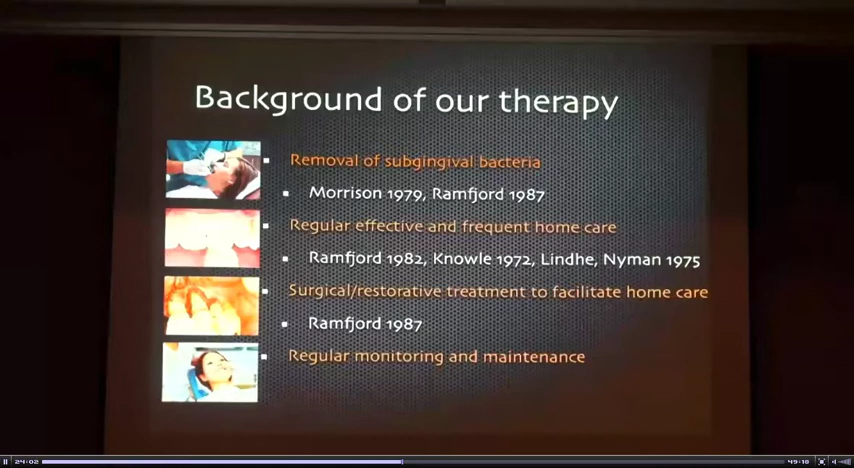 Background of our therapy
Removal of subgingival bacteria
Morrison 1979, Ramfjord 1987
Regular effective and frequent home care
Ramfjord 1982, Knowle 1972, Lindhe, Nyman 1975
Surgical/restorative treatment to facilitate home care
Ramfjord 1987
Regular monitoring and maintenance
24:02
49:18